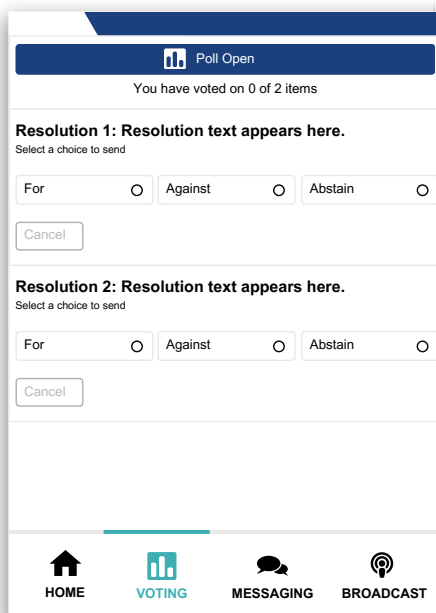 Poll Open
You have voted on 0 of 2 items
Resolution 1: Resolution text appears here.
Select a choice to send
For Against Abstain
Cancel
Resolution 2: Resolution text appears here.
Select a choice to send
For Against Abstain
Cancel
HOME VOTING MESSAGING BROADCAST